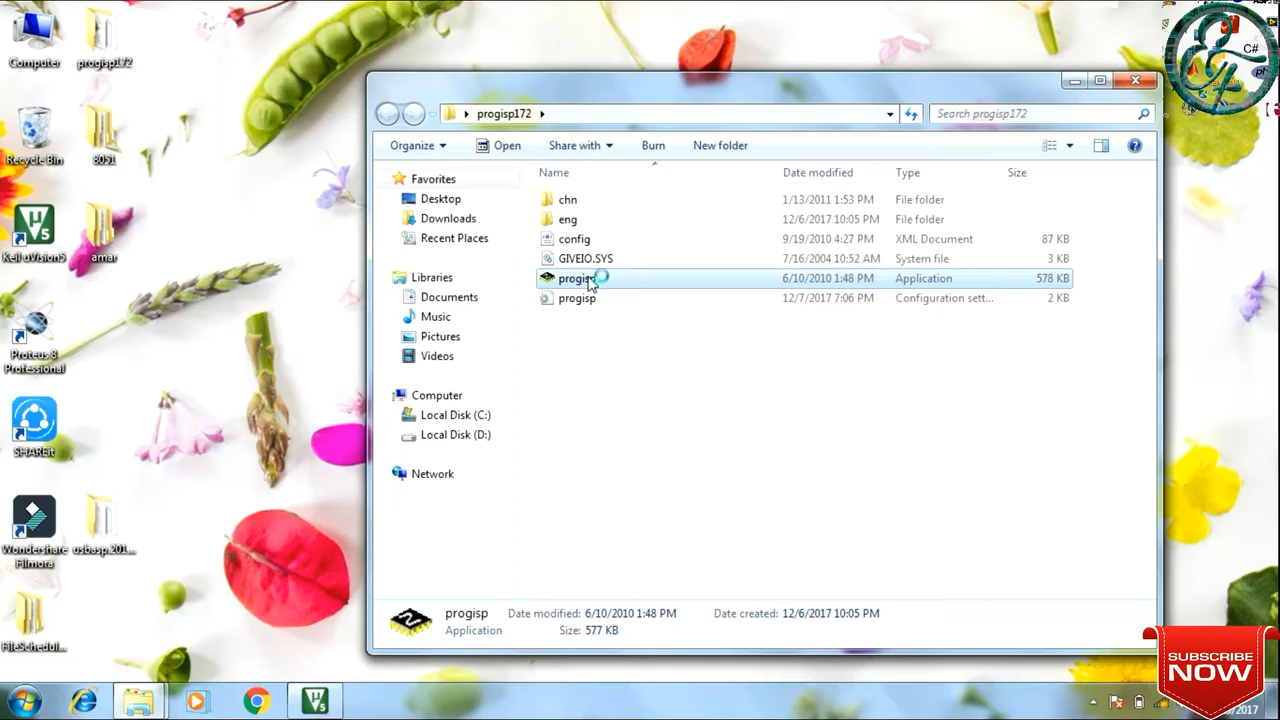 Computer
progisp172
Recycle Bin
8051
Keil uVision5
amar
Proteus 8
Professional
SHAREit
Wondershare
Filmora
usbasp.201...
FileSchedul...
progisp172
Search progisp172
Organize
Open
Share with
Burn
New folder
Name
Date modified
Type
Size
Favorites
Desktop
Downloads
Recent Places
Libraries
Documents
Music
Pictures
Videos
Computer
Local Disk (C:)
Local Disk (D:)
Network
chn 1/13/2011 1:53 PM File folder
eng 12/6/2017 10:05 PM File folder
config 9/19/2010 4:27 PM XML Document 87 KB
GIVEIO.SYS 7/16/2004 10:52 AM System file 3 KB
progisp 6/10/2010 1:48 PM Application 578 KB
progisp 12/7/2017 7:06 PM Configuration sett... 2 KB
progisp Date modified: 6/10/2010 1:48 PM Date created: 12/6/2017 10:05 PM
Application Size: 577 KB
C#
SUBSCRIBE
NOW
/2017